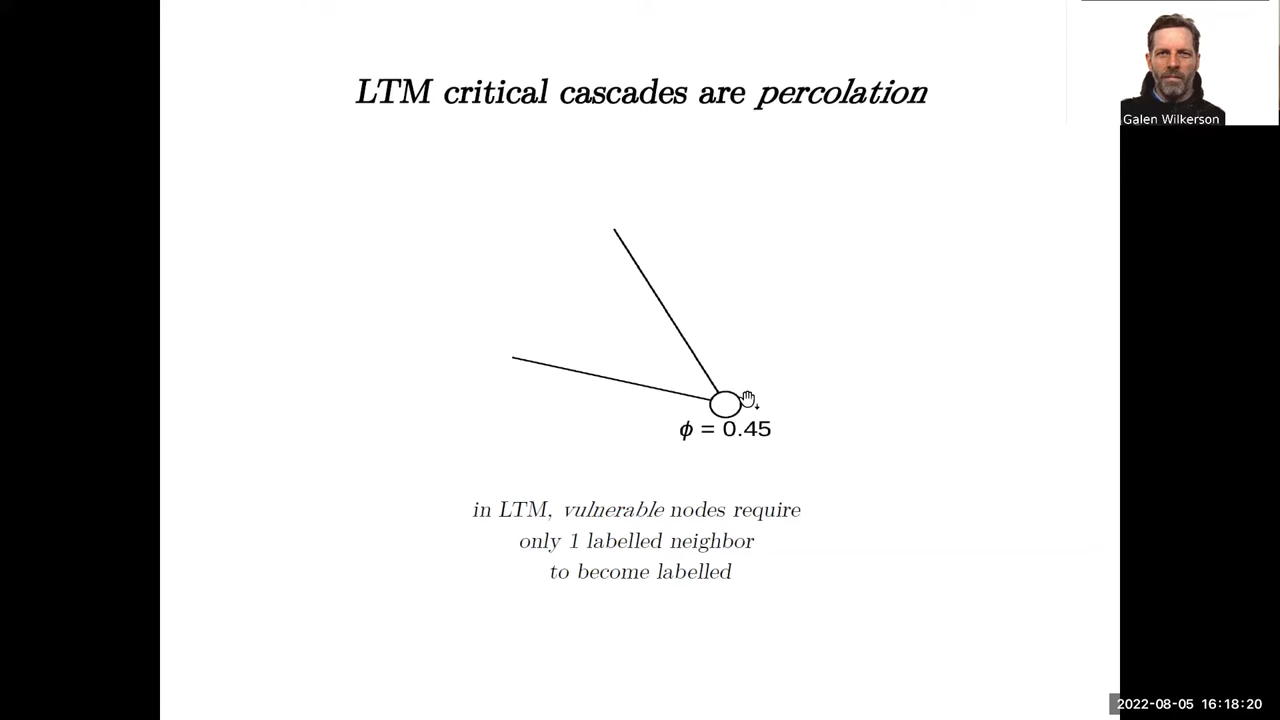 LTM critical cascades are percolation
Galen Wilkerson
ϕ = 0.45
in LTM, vulnerable nodes require
only 1 labelled neighbor
to become labelled
2022-08-05 16:18:20